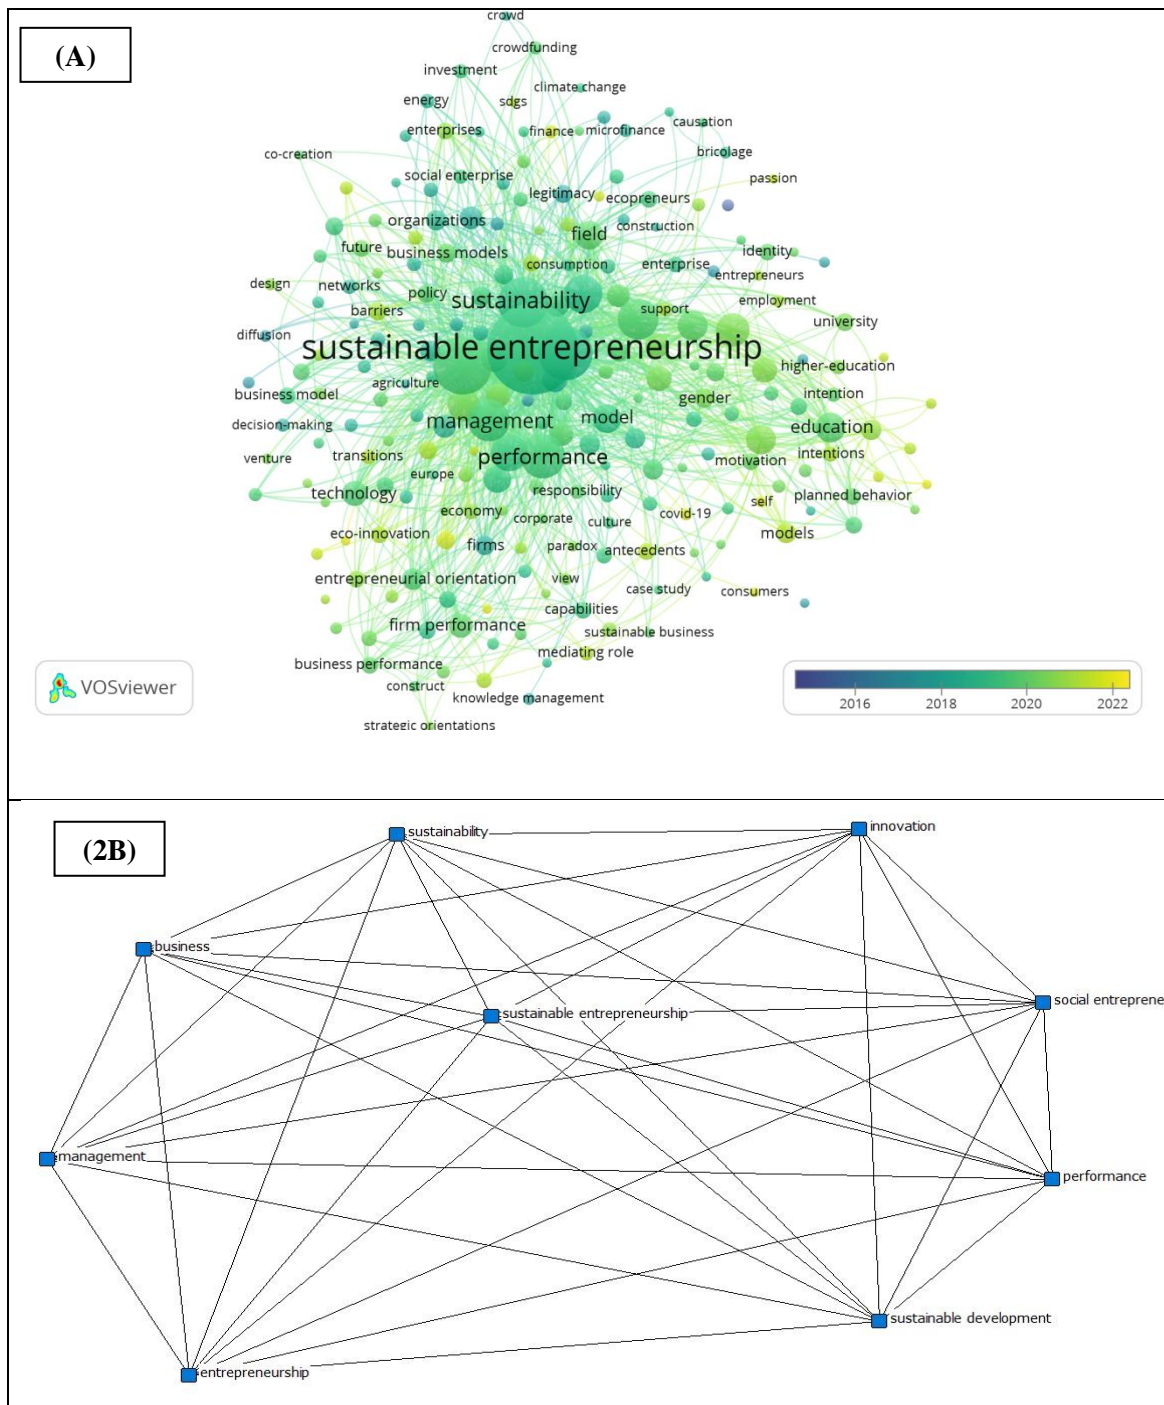 (A)
crowd
crowdfunding
investment
climate change
energy
sdgs
enterprises
finance
microfinance
causation
bricolage
co-creation
social enterprise
passion
legitimacy
ecopreneurs
organizations
field
construction
future
business models
identity
consumption
enterprise
entrepreneurs
design
networks
policy
sustainability
support
employment
barriers
university
diffusion
sustainable entrepreneurship
higher-education
agriculture
business model
gender
intention
decision-making
management
model
education
venture
transitions
performance
motivation
intentions
europe
technology
responsibility
self
planned behavior
economy
corporate
culture
covid-19
eco-innovation
firms
paradox
antecedents
models
entrepreneurial orientation
view
case study
consumers
capabilities
firm performance
sustainable business
mediating role
business performance
construct
knowledge management
strategic orientations
VOSviewer
2016 2018 2020 2022
(2B)
sustainability
innovation
business
social entreprene
sustainable entrepreneurship
management
performance
sustainable development
entrepreneurship